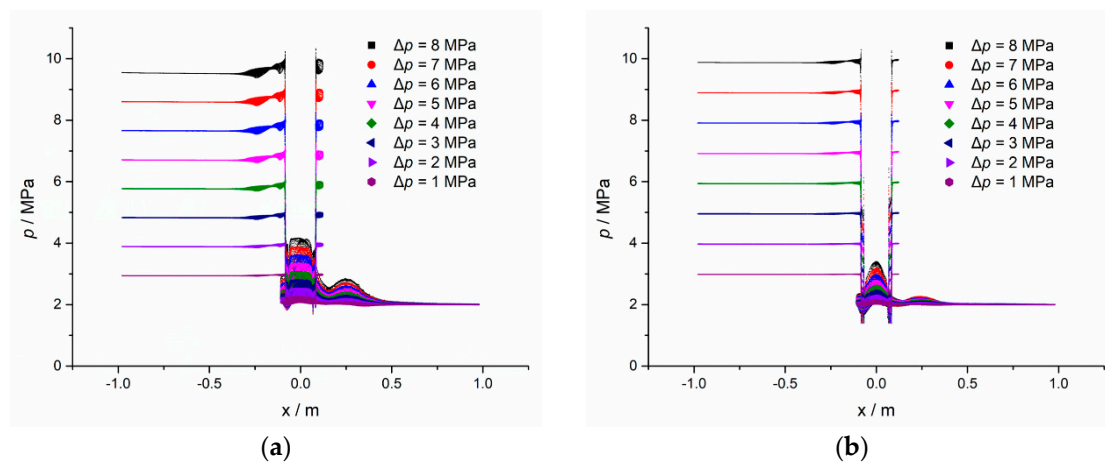 Δp = 8 MPa
Δp = 7 MPa
Δp = 6 MPa
Δp = 5 MPa
Δp = 4 MPa
Δp = 3 MPa
Δp = 2 MPa
Δp = 1 MPa
10
8
6
4
2
0
p / MPa
-1.0 -0.5 0.0 0.5 1.0
x / m
(a)
Δp = 8 MPa
Δp = 7 MPa
Δp = 6 MPa
Δp = 5 MPa
Δp = 4 MPa
Δp = 3 MPa
Δp = 2 MPa
Δp = 1 MPa
10
8
6
4
2
0
p / MPa
-1.0 -0.5 0.0 0.5 1.0
x / m
(b)